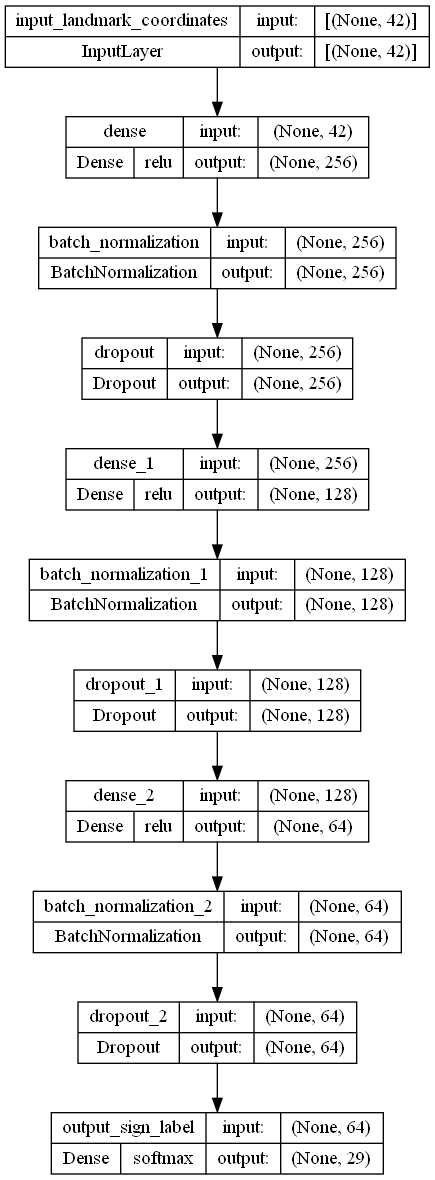 input_landmark_coordinates input: [(None, 42)]
InputLayer output: [(None, 42)]
dense input: (None, 42)
Dense relu output: (None, 256)
batch_normalization input: (None, 256)
BatchNormalization output: (None, 256)
dropout input: (None, 256)
Dropout output: (None, 256)
dense_1 input: (None, 256)
Dense relu output: (None, 128)
batch_normalization_1 input: (None, 128)
BatchNormalization output: (None, 128)
dropout_1 input: (None, 128)
Dropout output: (None, 128)
dense_2 input: (None, 128)
Dense relu output: (None, 64)
batch_normalization_2 input: (None, 64)
BatchNormalization output: (None, 64)
dropout_2 input: (None, 64)
Dropout output: (None, 64)
output_sign_label input: (None, 64)
Dense softmax output: (None, 29)